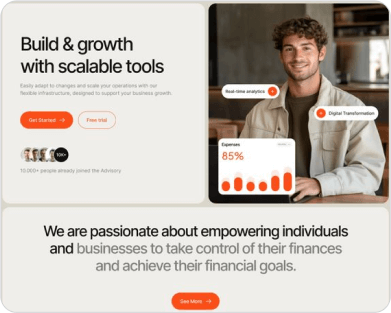 Build & growth
with scalable tools
Easily adapt to changes and scale your operations with our
flexible infrastructure, designed to support your business growth.
Get Started →
Free trial
10K+
10,000+ people already joined the Advisory
Real-time analytics
Digital Transformation
Expenses
85%
We are passionate about empowering individuals
and businesses to take control of their finances
and achieve their financial goals.
See More →